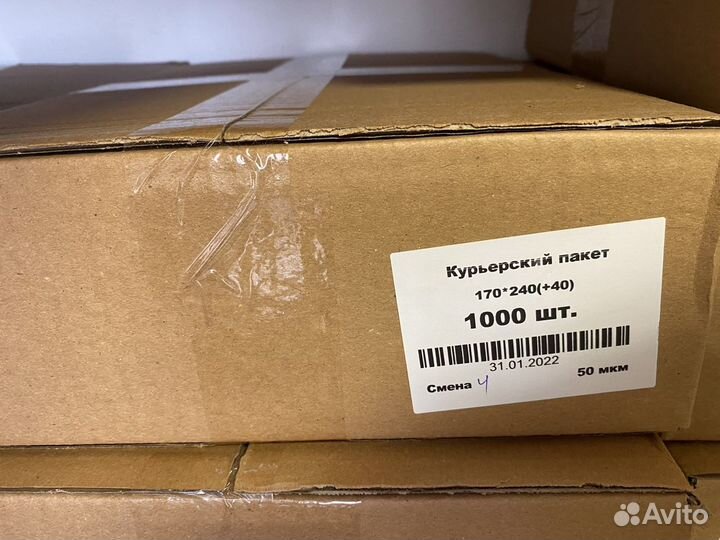 Курьерский пакет
170*240(+40)
1000 шт.
31.01.2022
Смена 4 50 мкм
Avito